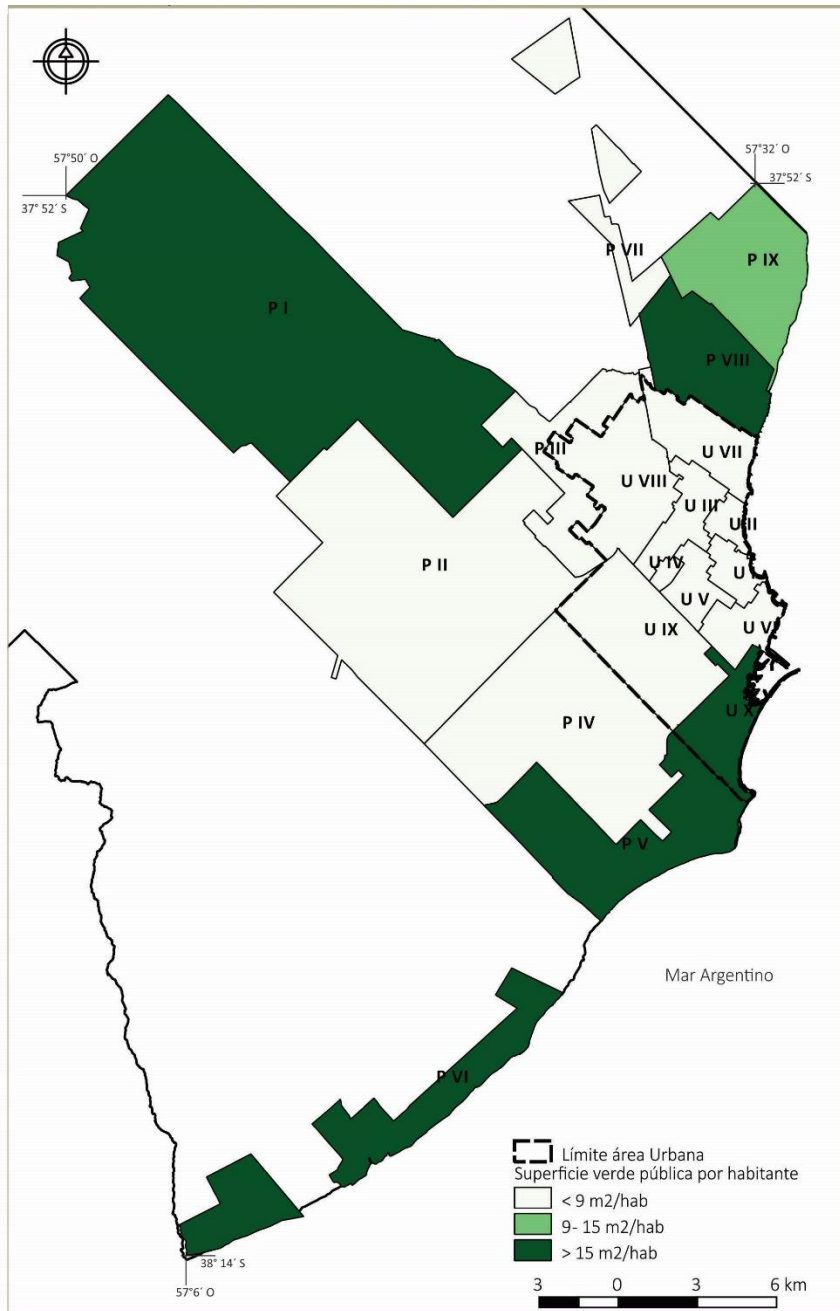 57°50´ O
37° 52´ S
57°32´ O
37°52´ S
P VII
P IX
P I
P VIII
P III
U VII
U VIII
U III
U II
P II
U IV
U I
U V
U IX
U V
P IV
U X
P V
Mar Argentino
P VI
Límite área Urbana
Superficie verde pública por habitante
< 9 m2/hab
9- 15 m2/hab
> 15 m2/hab
38° 14´ S
57°6´ O
3 0 3 6 km